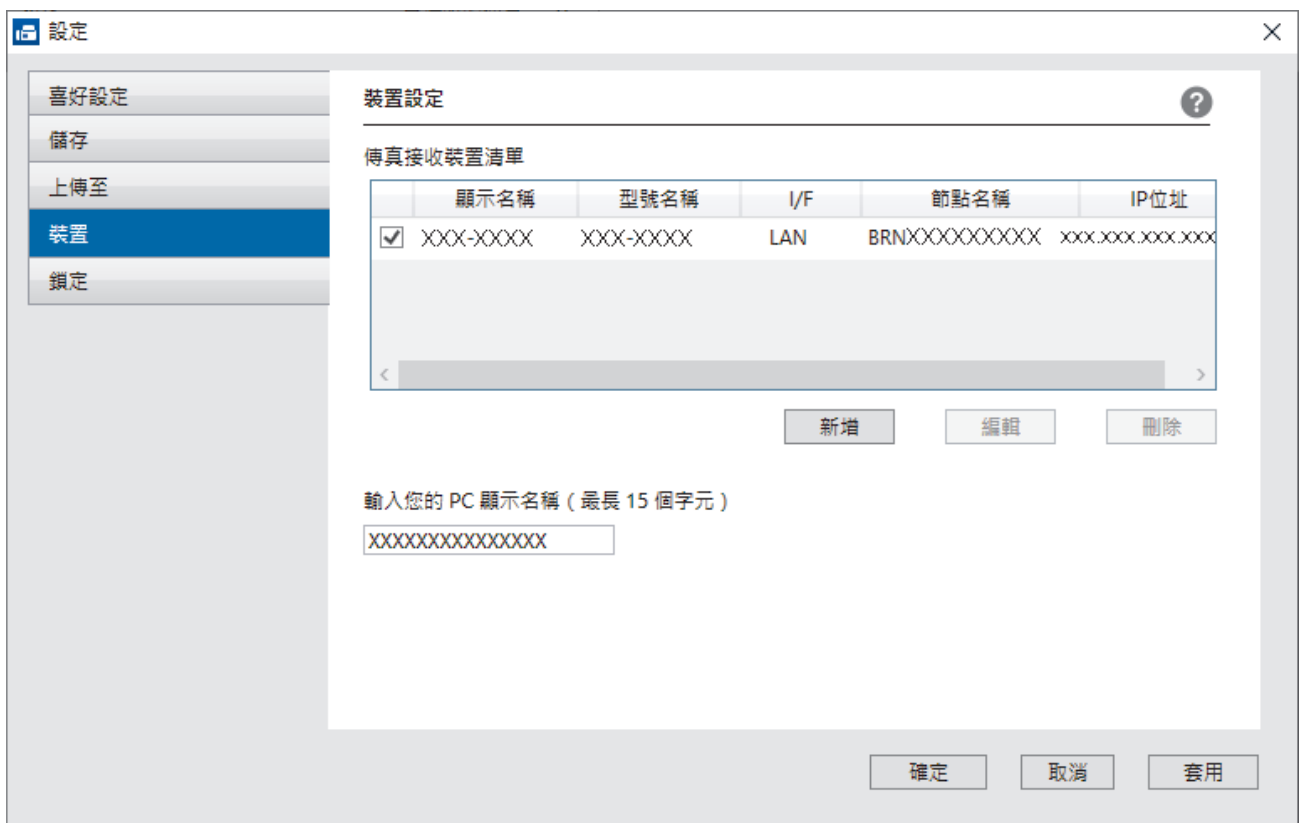 設定
喜好設定
儲存
上傳至
裝置
鎖定
裝置設定
?
傳真接收裝置清單
顯示名稱 型號名稱 I/F 節點名稱 IP位址
XXX-XXXX XXX-XXXX LAN BRNXXXXXXXXXX XXX.XXX.XXX.XXX
新增 編輯 刪除
輸入您的 PC 顯示名稱（最長 15 個字元）
XXXXXXXXXXXXXXX
確定 取消 套用